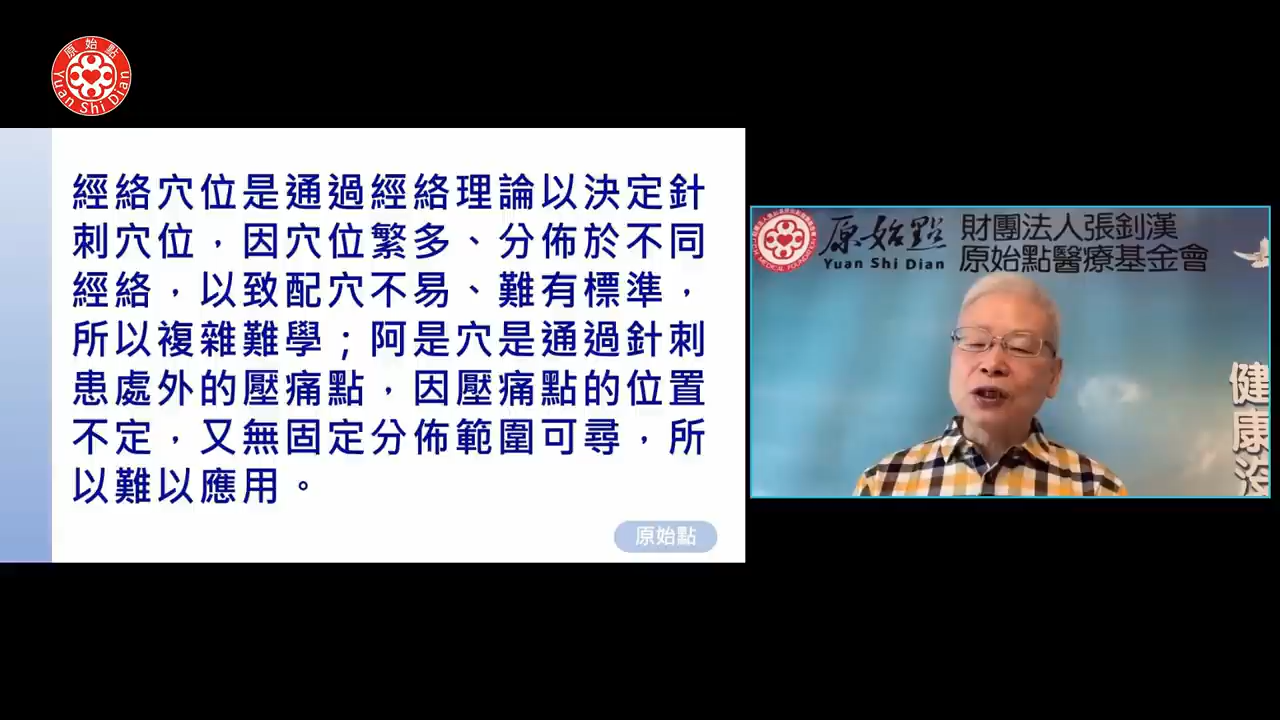 原始點
Yuan Shi Dian
經絡穴位是通過經絡理論以決定針
刺穴位，因穴位繁多、分佈於不同
經絡，以致配穴不易、難有標準，
所以複雜難學；阿是穴是通過針刺
患處外的壓痛點，因壓痛點的位置
不定，又無固定分佈範圍可尋，所
以難以應用。
原始點
原始點
Yuan Shi Dian
財團法人張釗漢
原始點醫療基金會
健康沒